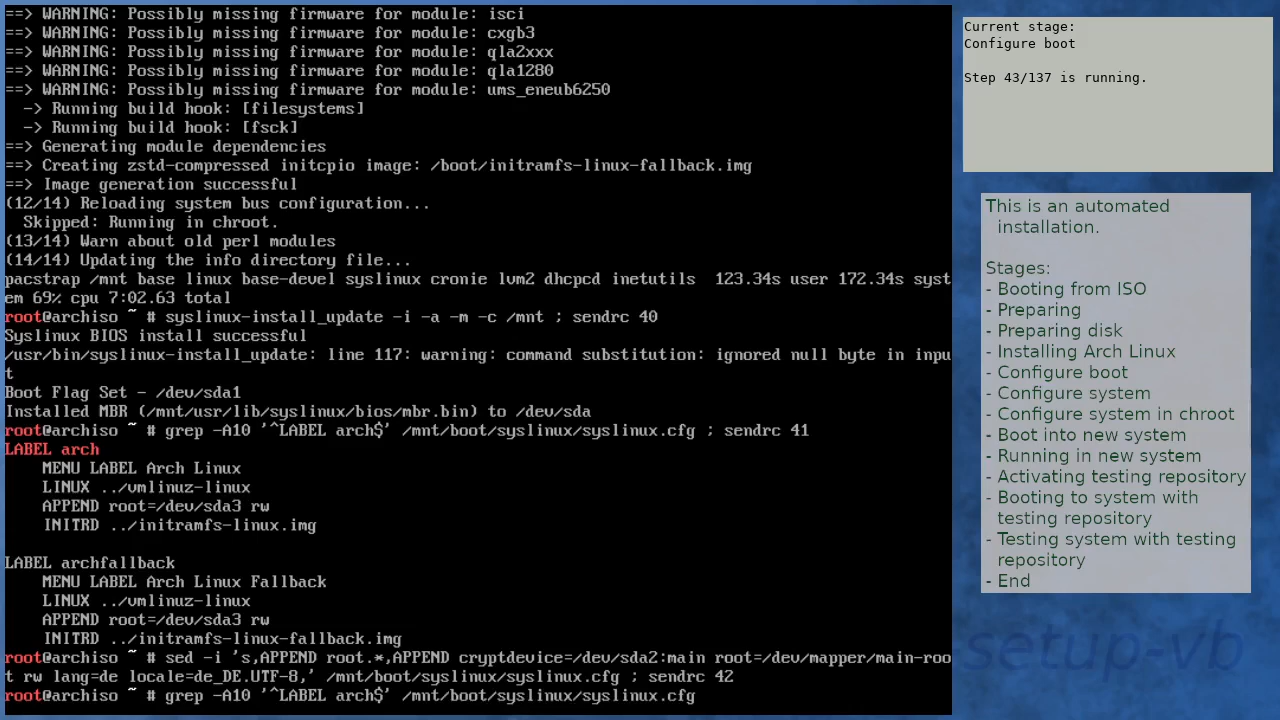 ==> WARNING: Possibly missing firmware for module: isci
==> WARNING: Possibly missing firmware for module: cxgb3
==> WARNING: Possibly missing firmware for module: qla2xxx
==> WARNING: Possibly missing firmware for module: qla1280
==> WARNING: Possibly missing firmware for module: ums_eneub6250
  -> Running build hook: [filesystems]
  -> Running build hook: [fsck]
==> Generating module dependencies
==> Creating zstd-compressed initcpio image: /boot/initramfs-linux-fallback.img
==> Image generation successful
(12/14) Reloading system bus configuration...
  Skipped: Running in chroot.
(13/14) Warn about old perl modules
(14/14) Updating the info directory file...
pacstrap /mnt base linux base-devel syslinux cronie lvm2 dhcpcd inetutils  123.34s user 172.34s syst
em 69% cpu 7:02.63 total
root@archiso ~ # syslinux-install_update -i -a -m -c /mnt ; sendrc 40
Syslinux BIOS install successful
/usr/bin/syslinux-install_update: line 117: warning: command substitution: ignored null byte in inpu
t
Boot Flag Set - /dev/sda1
Installed MBR (/mnt/usr/lib/syslinux/bios/mbr.bin) to /dev/sda
root@archiso ~ # grep -A10 '^LABEL arch$' /mnt/boot/syslinux/syslinux.cfg ; sendrc 41
LABEL arch
    MENU LABEL Arch Linux
    LINUX ../vmlinuz-linux
    APPEND root=/dev/sda3 rw
    INITRD ../initramfs-linux.img

LABEL archfallback
    MENU LABEL Arch Linux Fallback
    LINUX ../vmlinuz-linux
    APPEND root=/dev/sda3 rw
    INITRD ../initramfs-linux-fallback.img
root@archiso ~ # sed -i 's,APPEND root.*,APPEND cryptdevice=/dev/sda2:main root=/dev/mapper/main-roo
t rw lang=de locale=de_DE.UTF-8,' /mnt/boot/syslinux/syslinux.cfg ; sendrc 42
root@archiso ~ # grep -A10 '^LABEL arch$' /mnt/boot/syslinux/syslinux.cfg
Current stage:
Configure boot

Step 43/137 is running.
This is an automated
installation.

Stages:
- Booting from ISO
- Preparing
- Preparing disk
- Installing Arch Linux
- Configure boot
- Configure system
- Configure system in chroot
- Boot into new system
- Running in new system
- Activating testing repository
- Booting to system with
testing repository
- Testing system with testing
repository
- End
setup-vb